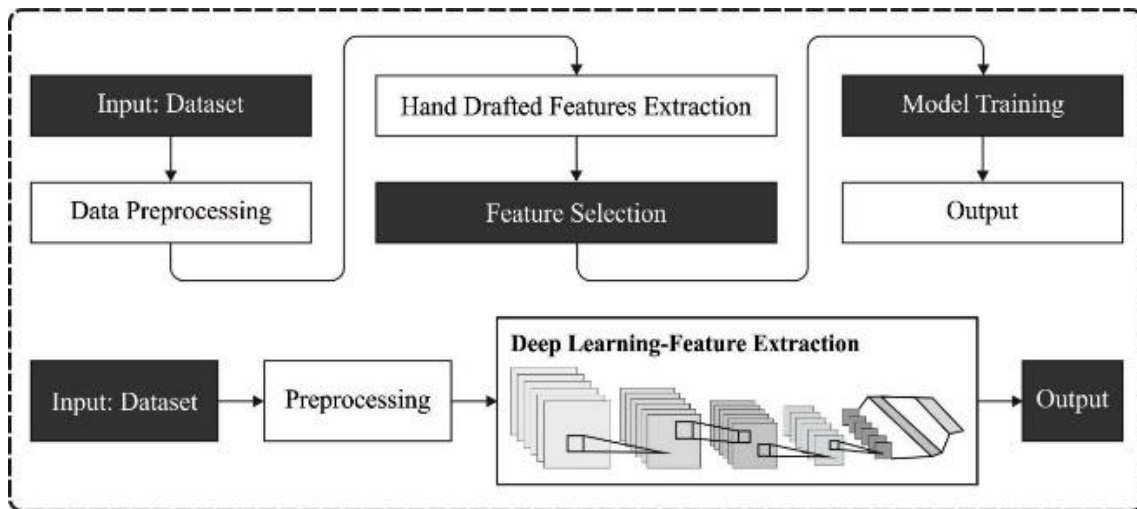 Input: Dataset
Data Preprocessing
Hand Drafted Features Extraction
Feature Selection
Model Training
Output
Input: Dataset
Preprocessing
Deep Learning-Feature Extraction
Output